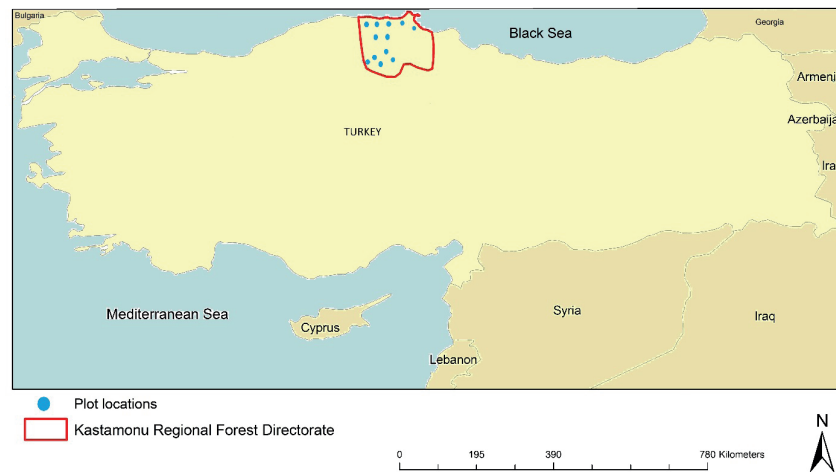 Bulgaria
Black Sea
Georgia
Armeni
Azerbaija
TURKEY
Ira
Mediterranean Sea
Cyprus
Syria
Iraq
Lebanon
Plot locations
Kastamonu Regional Forest Directorate
N
0 195 390 780 Kilometers